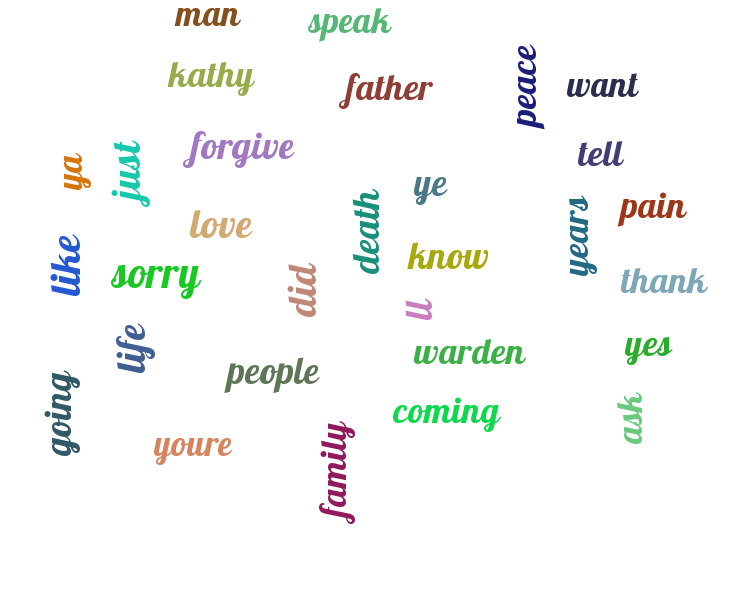 man
speak
kathy
father
peace
want
forgive
tell
ya
just
ye
pain
love
death
years
know
like
sorry
did
thank
ll
life
warden
yes
people
going
coming
ask
youre
family